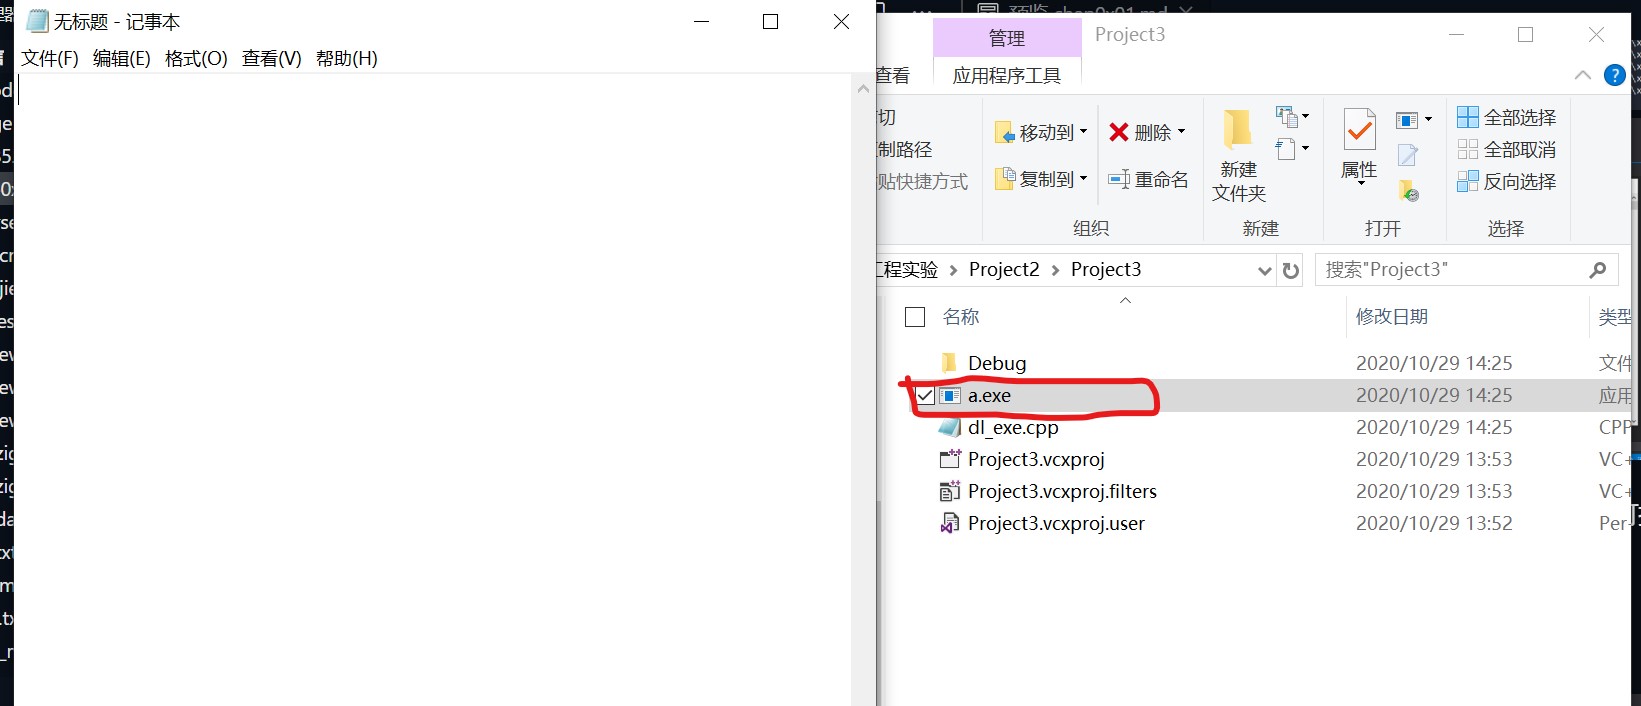 无标题 - 记事本
文件(F) 编辑(E) 格式(O) 查看(V) 帮助(H)
管理
Project3
查看
应用程序工具
切
制路径
贴快捷方式
移动到
复制到
删除
重命名
组织
新建
文件夹
新建
属性
打开
全部选择
全部取消
反向选择
选择
工程实验 > Project2 > Project3
搜索"Project3"
名称 修改日期 类型
Debug 2020/10/29 14:25 文件
a.exe 2020/10/29 14:25 应用
dl_exe.cpp 2020/10/29 14:25 CPP
Project3.vcxproj 2020/10/29 13:53 VC+
Project3.vcxproj.filters 2020/10/29 13:53 VC+
Project3.vcxproj.user 2020/10/29 13:52 Per-